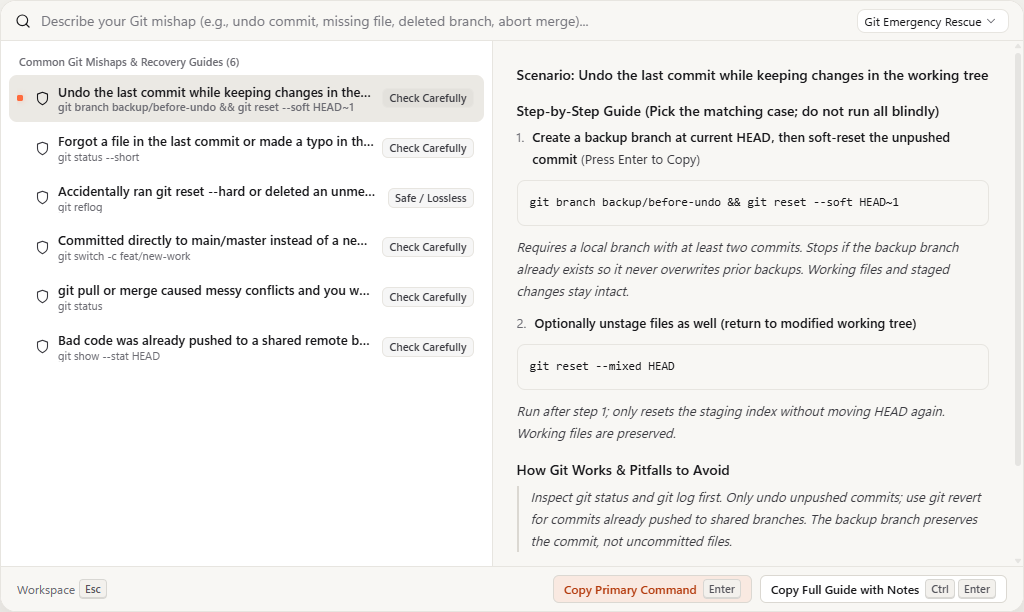 Describe your Git mishap (e.g., undo commit, missing file, deleted branch, abort merge)...
Git Emergency Rescue
Common Git Mishaps & Recovery Guides (6)
Undo the last commit while keeping changes in the...
git branch backup/before-undo && git reset --soft HEAD~1
Check Carefully
Forgot a file in the last commit or made a typo in th...
git status --short
Check Carefully
Accidentally ran git reset --hard or deleted an unme...
git reflog
Safe / Lossless
Committed directly to main/master instead of a ne...
git switch -c feat/new-work
Check Carefully
git pull or merge caused messy conflicts and you w...
git status
Check Carefully
Bad code was already pushed to a shared remote b...
git show --stat HEAD
Check Carefully
Scenario: Undo the last commit while keeping changes in the working tree
Step-by-Step Guide (Pick the matching case; do not run all blindly)
1. Create a backup branch at current HEAD, then soft-reset the unpushed
commit (Press Enter to Copy)
git branch backup/before-undo && git reset --soft HEAD~1
Requires a local branch with at least two commits. Stops if the backup branch
already exists so it never overwrites prior backups. Working files and staged
changes stay intact.
2. Optionally unstage files as well (return to modified working tree)
git reset --mixed HEAD
Run after step 1; only resets the staging index without moving HEAD again.
Working files are preserved.
How Git Works & Pitfalls to Avoid
Inspect git status and git log first. Only undo unpushed commits; use git revert
for commits already pushed to shared branches. The backup branch preserves
the commit, not uncommitted files.
Workspace Esc
Copy Primary Command Enter
Copy Full Guide with Notes Ctrl Enter